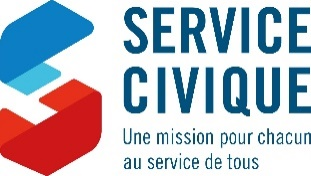 SERVICE
CIVIQUE
Une mission pour chacun
au service de tous